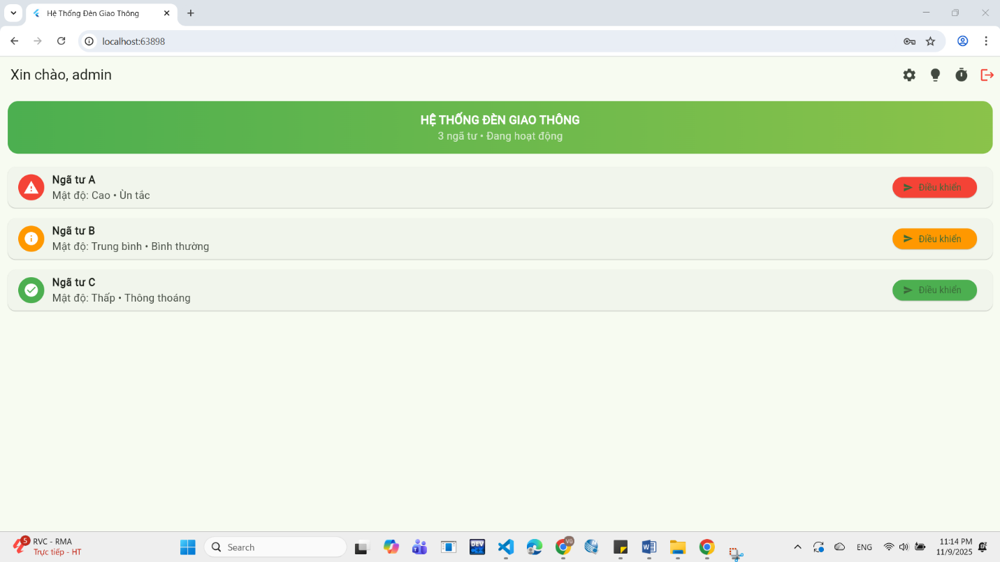 Hệ Thống Đèn Giao Thông
localhost:63898
Xin chào, admin
HỆ THỐNG ĐÈN GIAO THÔNG
3 ngã tư • Đang hoạt động
Ngã tư A
Mật độ: Cao • Ùn tắc
Điều khiển
Ngã tư B
Mật độ: Trung bình • Bình thường
Điều khiển
Ngã tư C
Mật độ: Thấp • Thông thoáng
Điều khiển
5
RVC - RMA
Trực tiếp - HT
Search
DEV
Vũ
ENG
11:14 PM
11/9/2025